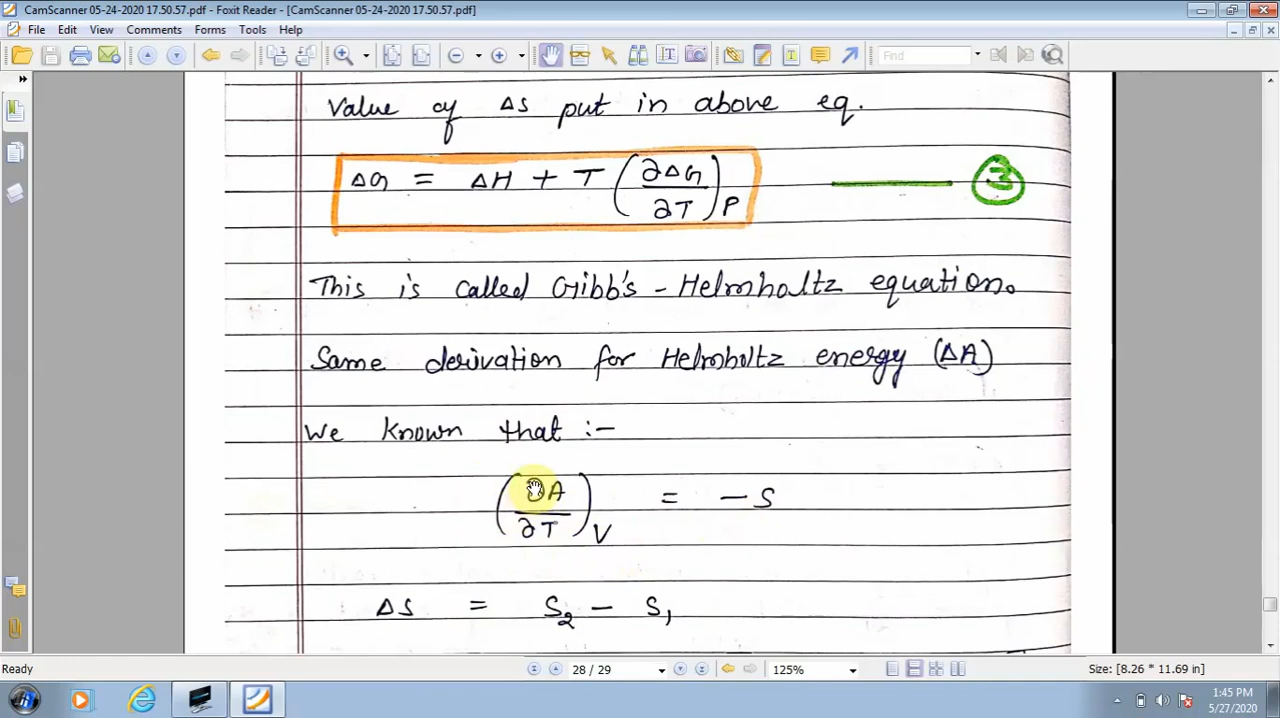 CamScanner 05-24-2020 17.50.57.pdf - Foxit Reader - [CamScanner 05-24-2020 17.50.57.pdf]
File Edit View Comments Forms Tools Help
Find
Value of ΔS put in above eq.
ΔG = ΔH + T (∂ΔG/∂T)P ——— ③
This is called Gibb's - Helmholtz equation.
Same derivation for Helmholtz energy (ΔA)
We known that :-
(∂A/∂T)V = - S
ΔS = S₂ - S₁
Ready 28 / 29 125% Size: [8.26 * 11.69 in]
1:45 PM
5/27/2020